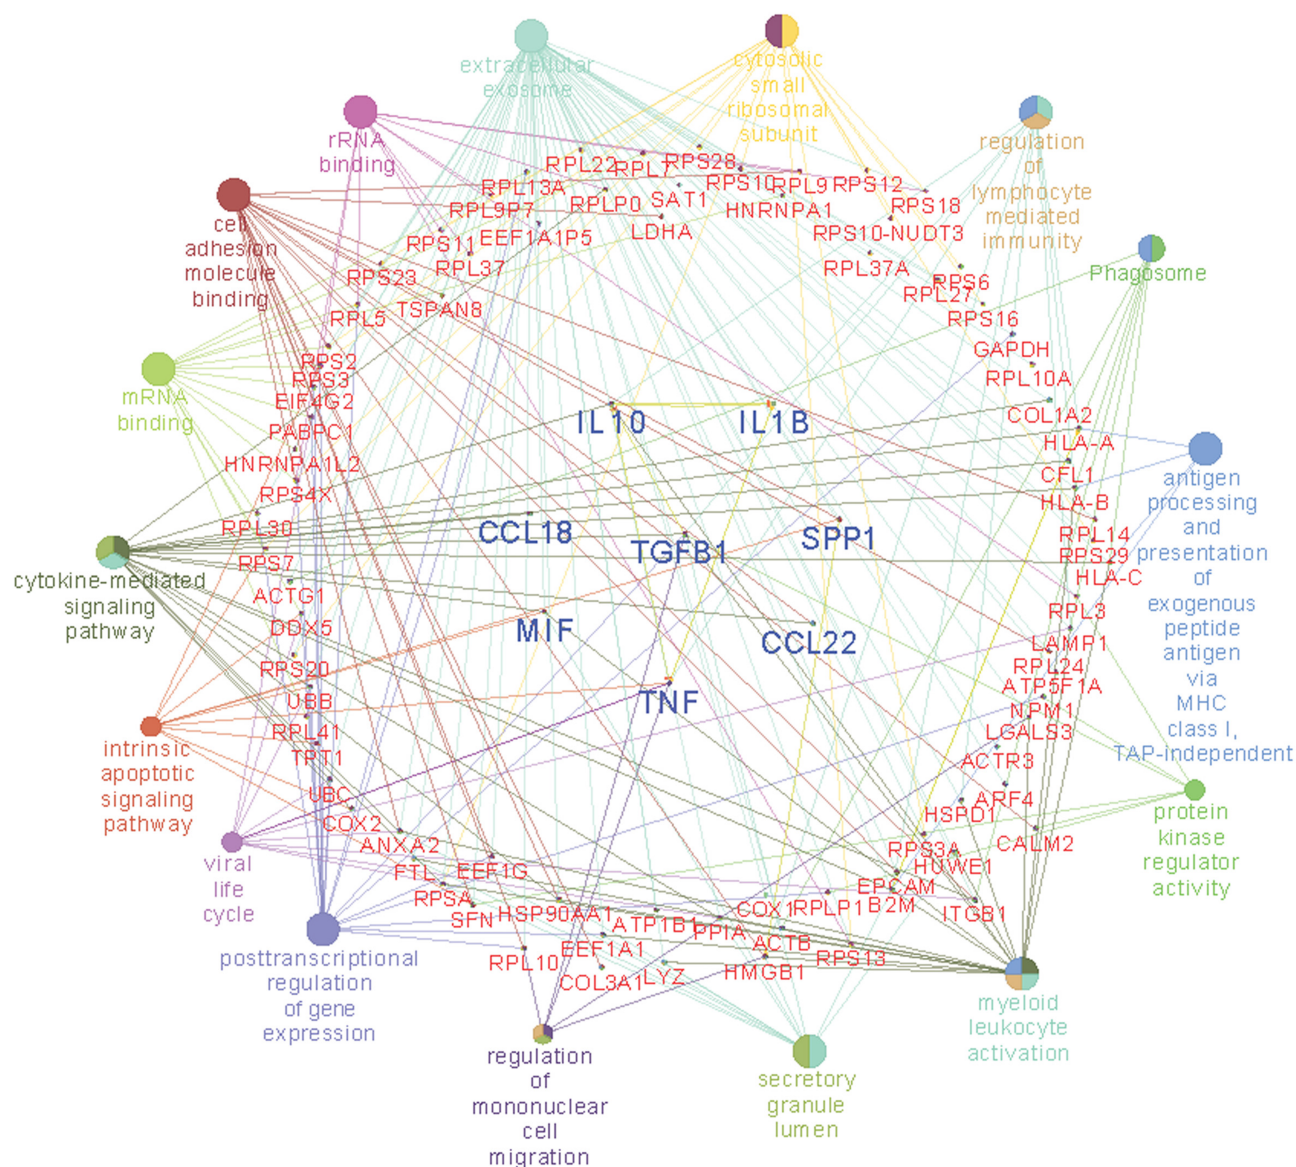 extracellular
exosome
cytosolic
small
ribosomal
subunit
rRNA
binding
regulation
of
lymphocyte
mediated
immunity
cell
adhesion
molecule
binding
Phagosome
mRNA
binding
antigen
processing
and
presentation
of
exogenous
peptide
antigen
via
MHC
class I,
TAP-independent
cytokine-mediated
signaling
pathway
intrinsic
apoptotic
signaling
pathway
protein
kinase
regulator
activity
viral
life
cycle
posttranscriptional
regulation
of gene
expression
regulation
of
mononuclear
cell
migration
secretory
granule
lumen
myeloid
leukocyte
activation
RPL22
RPL7
RPS28
RPL13A
RPS10
RPL9
RPS12
RPL9P7
RPLP0
SAT1
HNRNPA1
RPS18
RPS11
EEF1A1P5
LDHA
RPS10-NUDT3
RPS23
RPL37
RPL37A
RPS6
RPL5
TSPAN8
RPL27
RPS16
RPS2
RPS3
GAPDH
RPL10A
EIF4G2
COL1A2
PABPC1
HLA-A
HNRNPA1L2
CFL1
RPS4X
HLA-B
RPL30
RPL14
RPS29
RPS7
HLA-C
ACTG1
RPL3
DDX5
LAMP1
RPS20
RPL24
UBB
ATP5F1A
RPL41
NPM1
LGALS3
TPT1
ACTR3
UBC
ARF4
COX2
HSPD1
ANXA2
CALM2
RPS3A
FTL
EEF1G
HUWE1
RPSA
EPCAM
SFN
HSP90AA1
ATP1B1
COX1
RPLP1
B2M
ITGB1
PPIA
EEF1A1
ACTB
RPL10
RPS13
COL3A1
LYZ
HMGB1
IL10
IL1B
CCL18
TGFB1
SPP1
MIF
CCL22
TNF